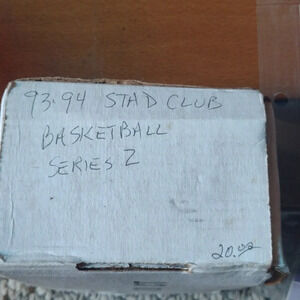 93.94 STAD CLUB
BASKETBALL
SERIES 2
20.00